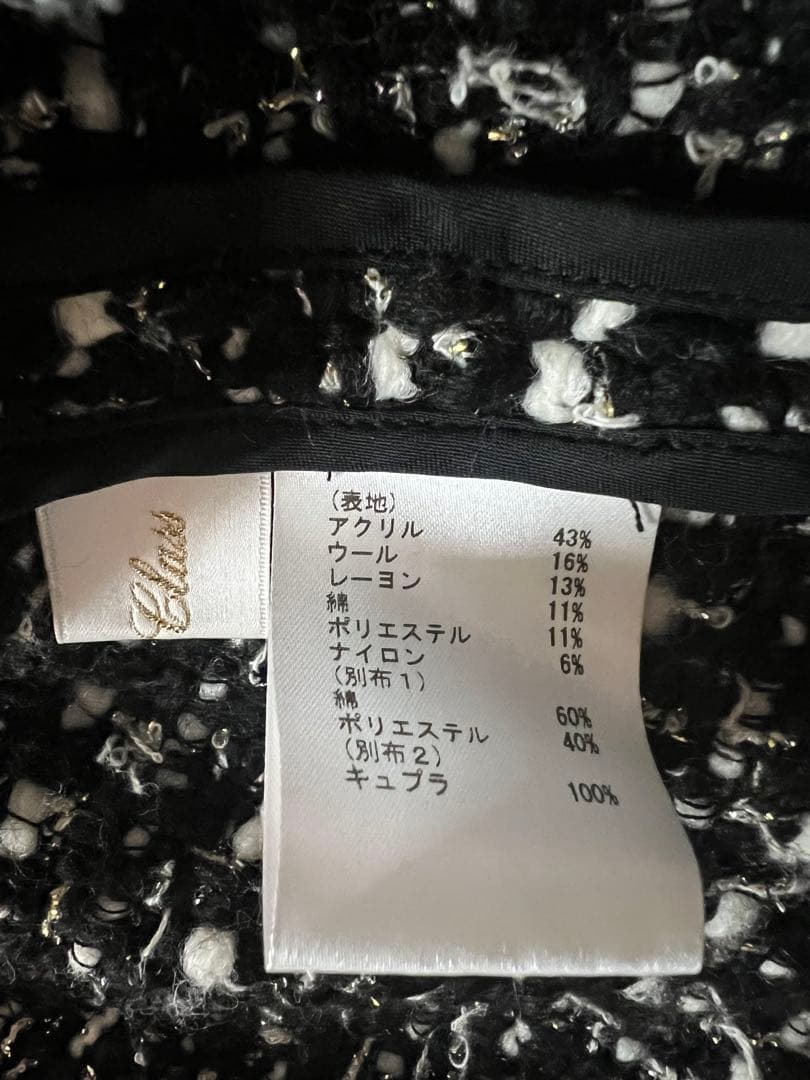 Class
(表地)
アクリル 43%
ウール 16%
レーヨン 13%
綿 11%
ポリエステル 11%
ナイロン 6%
(別布1)
綿 60%
ポリエステル 40%
(別布2)
キュプラ 100%